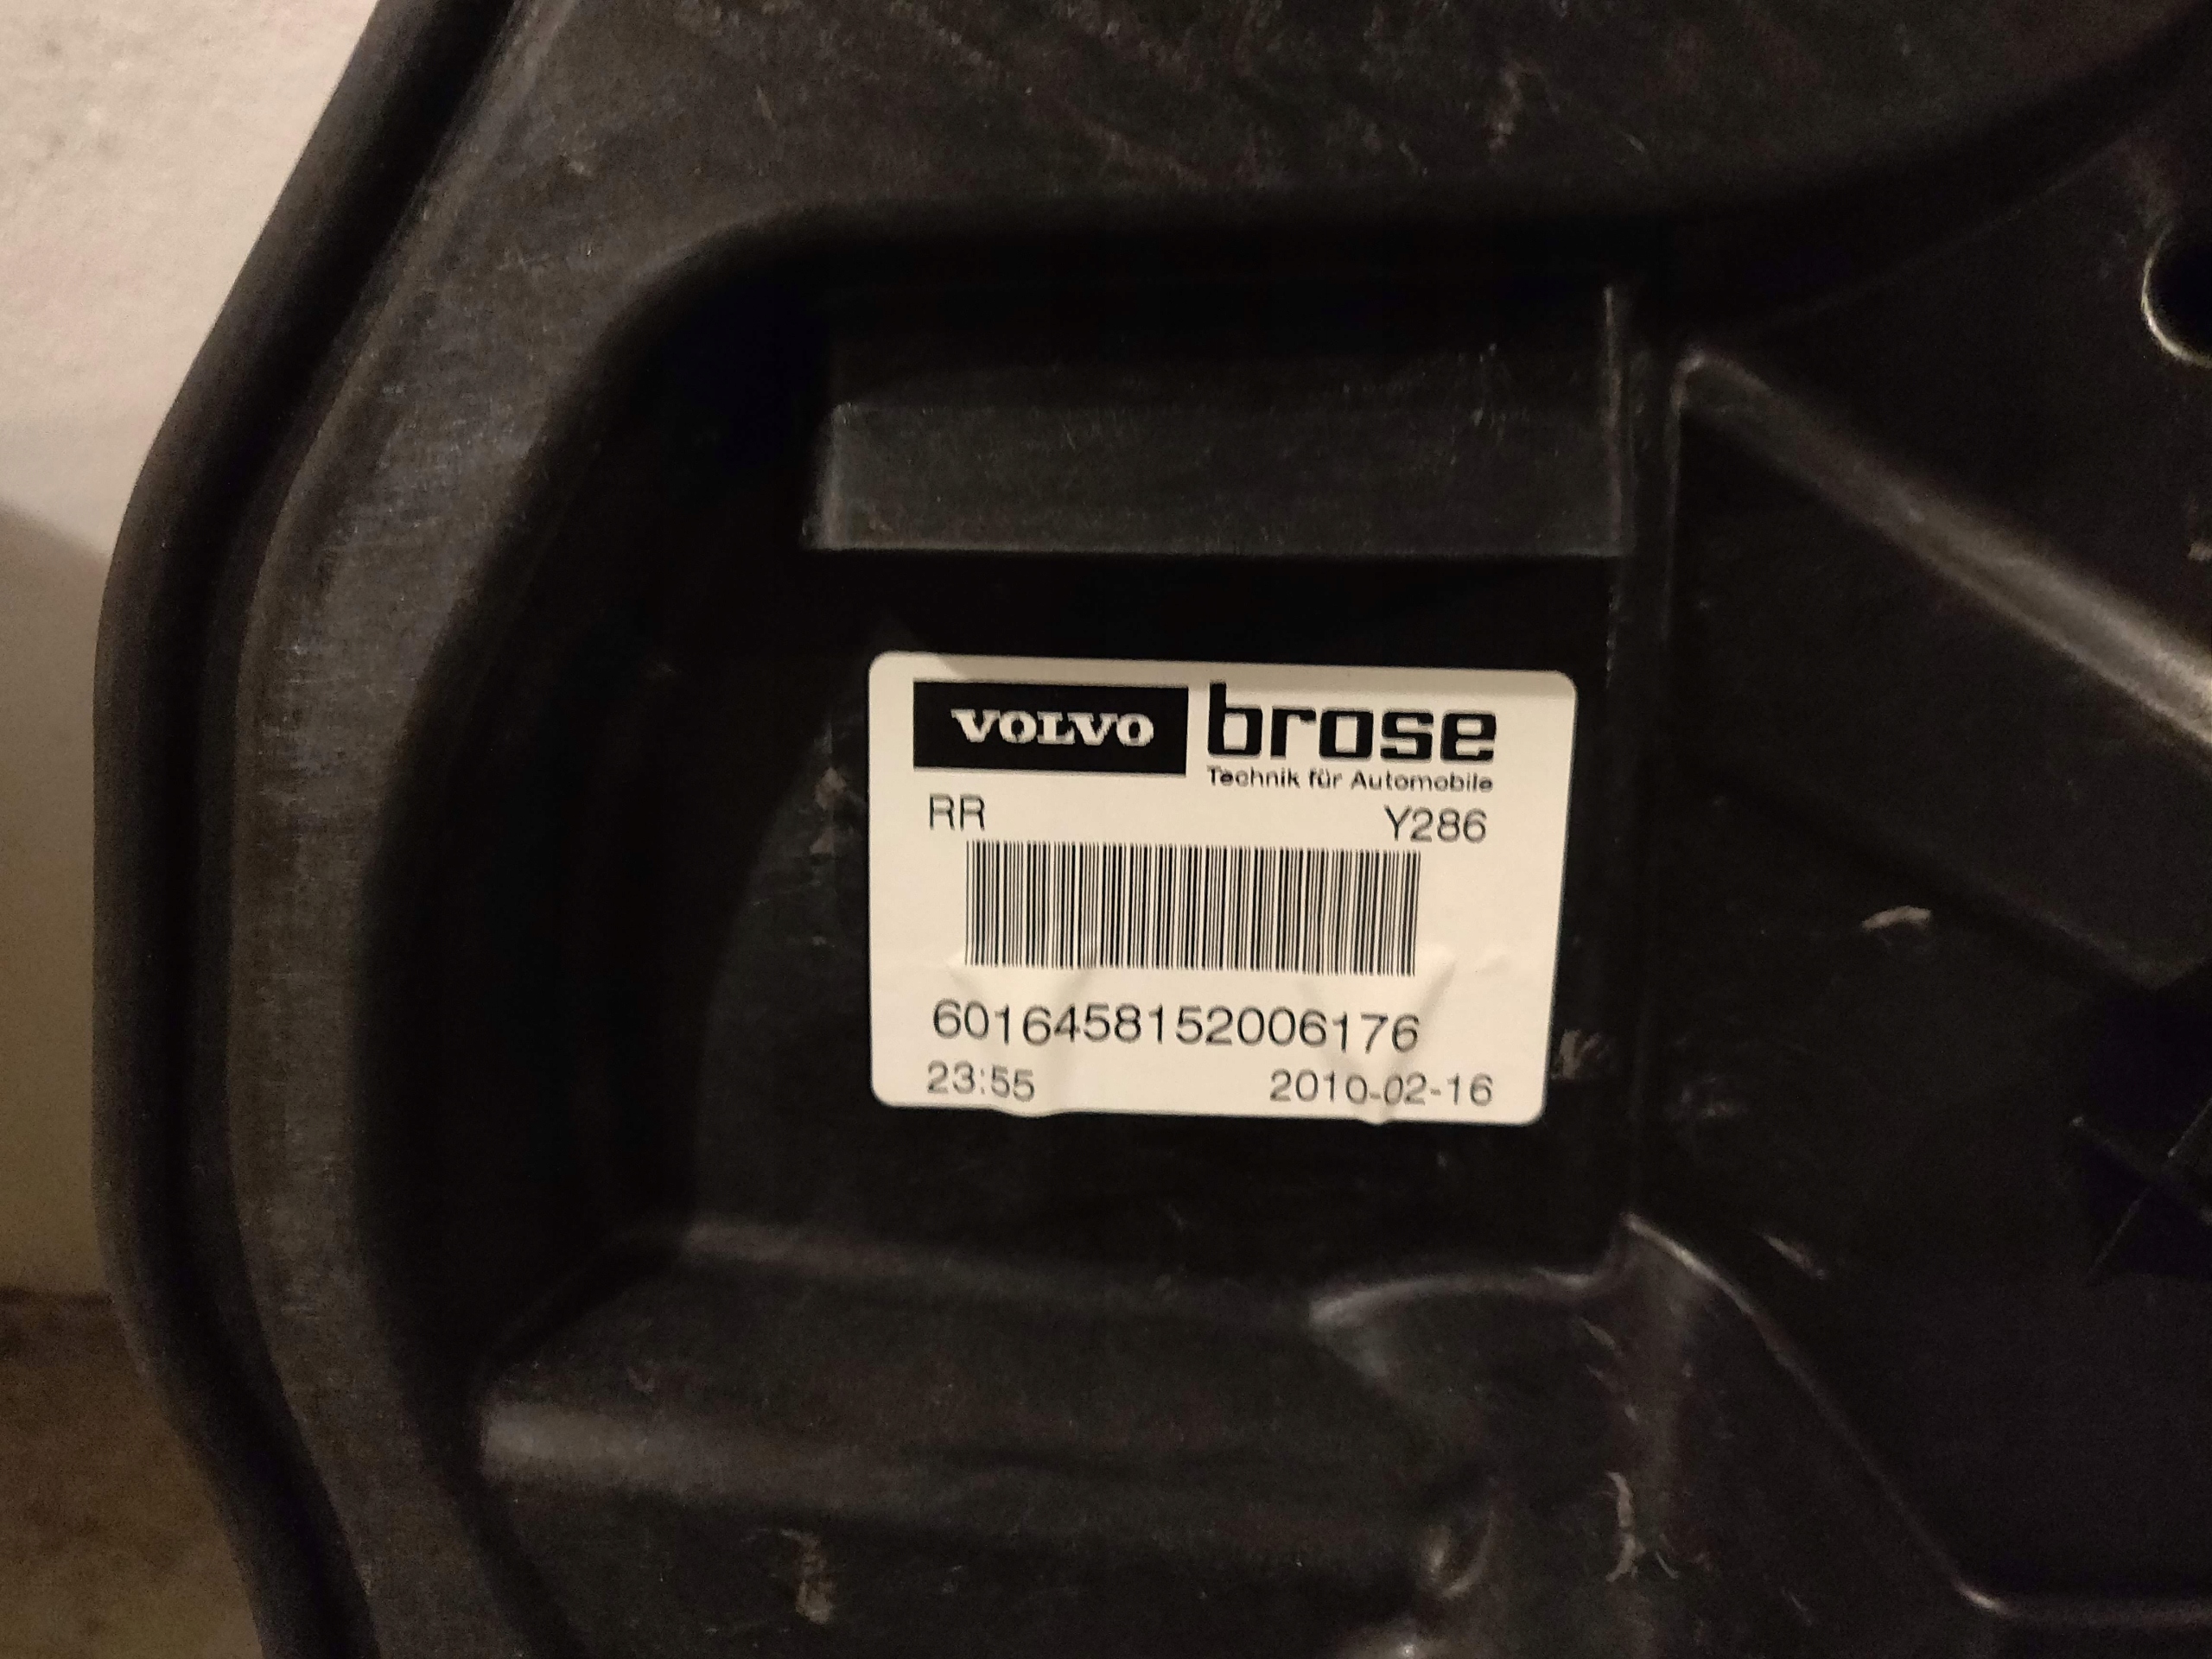 VOLVO brose
Technik für Automobile
RR Y286
6016458152006176
23:55 2010-02-16